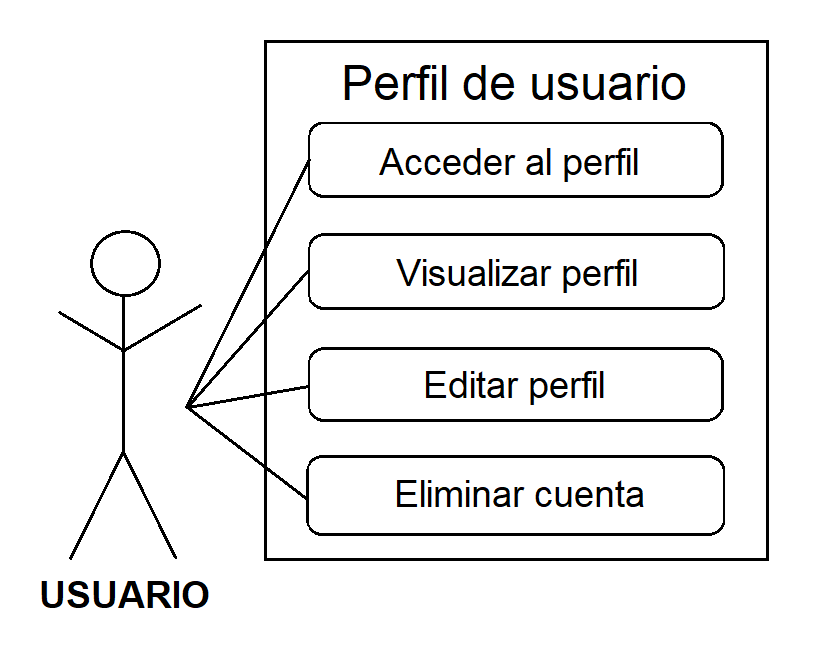 Perfil de usuario
Acceder al perfil
Visualizar perfil
Editar perfil
Eliminar cuenta
USUARIO